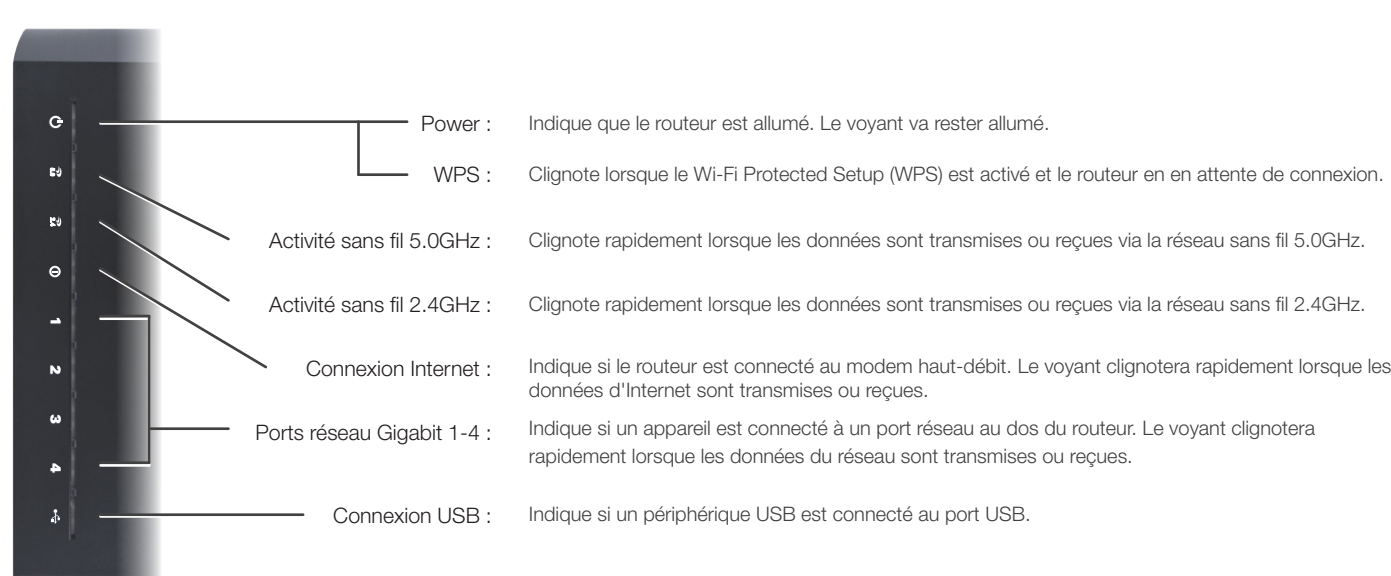 Power : Indique que le routeur est allumé. Le voyant va rester allumé.
WPS : Clignote lorsque le Wi-Fi Protected Setup (WPS) est activé et le routeur en en attente de connexion.
Activité sans fil 5.0GHz : Clignote rapidement lorsque les données sont transmises ou reçues via la réseau sans fil 5.0GHz.
Activité sans fil 2.4GHz : Clignote rapidement lorsque les données sont transmises ou reçues via la réseau sans fil 2.4GHz.
Connexion Internet : Indique si le routeur est connecté au modem haut-débit. Le voyant clignotera rapidement lorsque les
données d'Internet sont transmises ou reçues.
Ports réseau Gigabit 1-4 : Indique si un appareil est connecté à un port réseau au dos du routeur. Le voyant clignotera
rapidement lorsque les données du réseau sont transmises ou reçues.
Connexion USB : Indique si un périphérique USB est connecté au port USB.
1
2
3
4